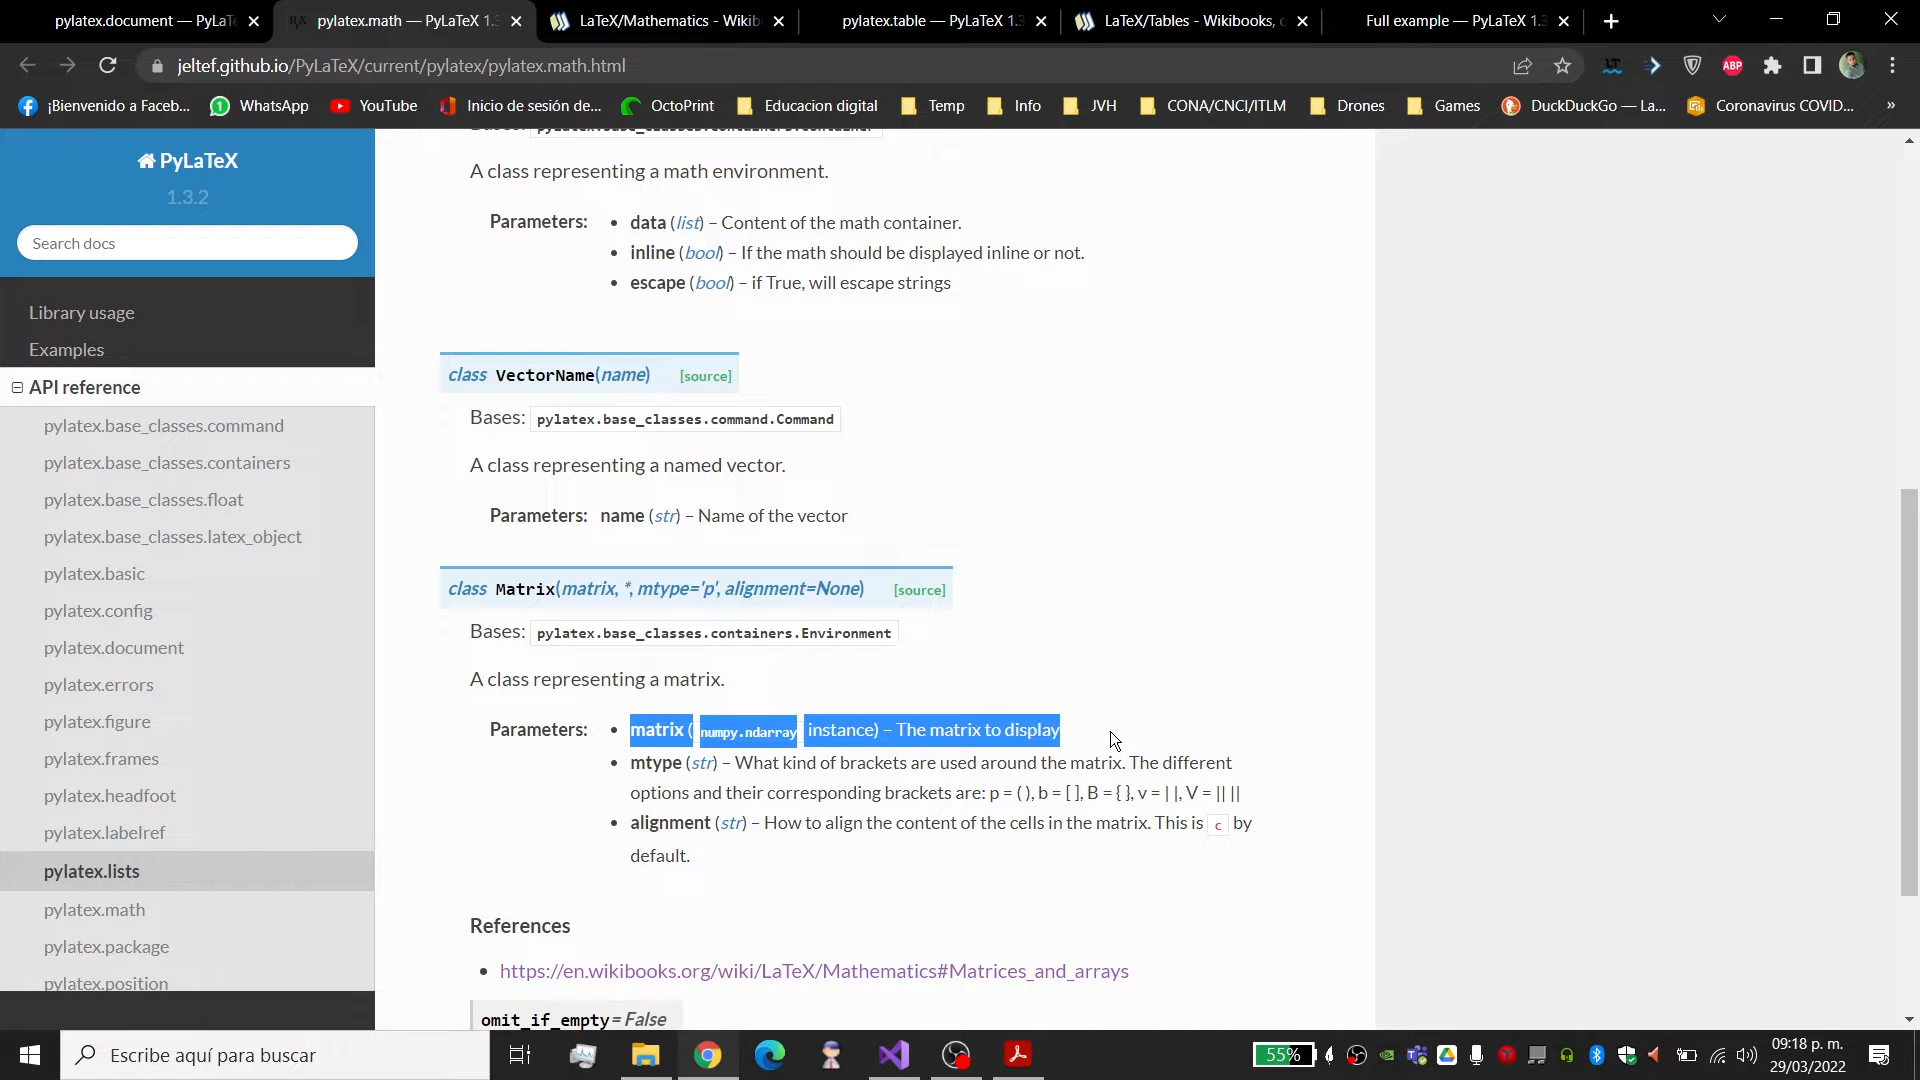 pylatex.document — PyLaT
pylatex.math — PyLaTeX 1.3
LaTeX/Mathematics - Wikib
pylatex.table — PyLaTeX 1.3
LaTeX/Tables - Wikibooks, o
Full example — PyLaTeX 1.3
jeltef.github.io/PyLaTeX/current/pylatex/pylatex.math.html
ABP
¡Bienvenido a Faceb...
WhatsApp
YouTube
Inicio de sesión de...
OctoPrint
Educacion digital
Temp
Info
JVH
CONA/CNCI/ITLM
Drones
Games
DuckDuckGo — La...
Coronavirus COVID...
»
PyLaTeX
1.3.2
Search docs
Library usage
Examples
API reference
pylatex.base_classes.command
pylatex.base_classes.containers
pylatex.base_classes.float
pylatex.base_classes.latex_object
pylatex.basic
pylatex.config
pylatex.document
pylatex.errors
pylatex.figure
pylatex.frames
pylatex.headfoot
pylatex.labelref
pylatex.lists
pylatex.math
pylatex.package
pylatex.position
Bases: pylatex.base_classes.containers.Container
A class representing a math environment.
Parameters:
• data (list) – Content of the math container.
• inline (bool) – If the math should be displayed inline or not.
• escape (bool) – if True, will escape strings
class VectorName(name) [source]
Bases: pylatex.base_classes.command.Command
A class representing a named vector.
Parameters: name (str) – Name of the vector
class Matrix(matrix, *, mtype='p', alignment=None) [source]
Bases: pylatex.base_classes.containers.Environment
A class representing a matrix.
Parameters:
• matrix ( numpy.ndarray instance) – The matrix to display
• mtype (str) – What kind of brackets are used around the matrix. The different
options and their corresponding brackets are: p = ( ), b = [ ], B = { }, v = | |, V = || ||
• alignment (str) – How to align the content of the cells in the matrix. This is c by
default.
References
• https://en.wikibooks.org/wiki/LaTeX/Mathematics#Matrices_and_arrays
omit_if_empty= False
Escribe aquí para buscar
55%
09:18 p. m.
29/03/2022